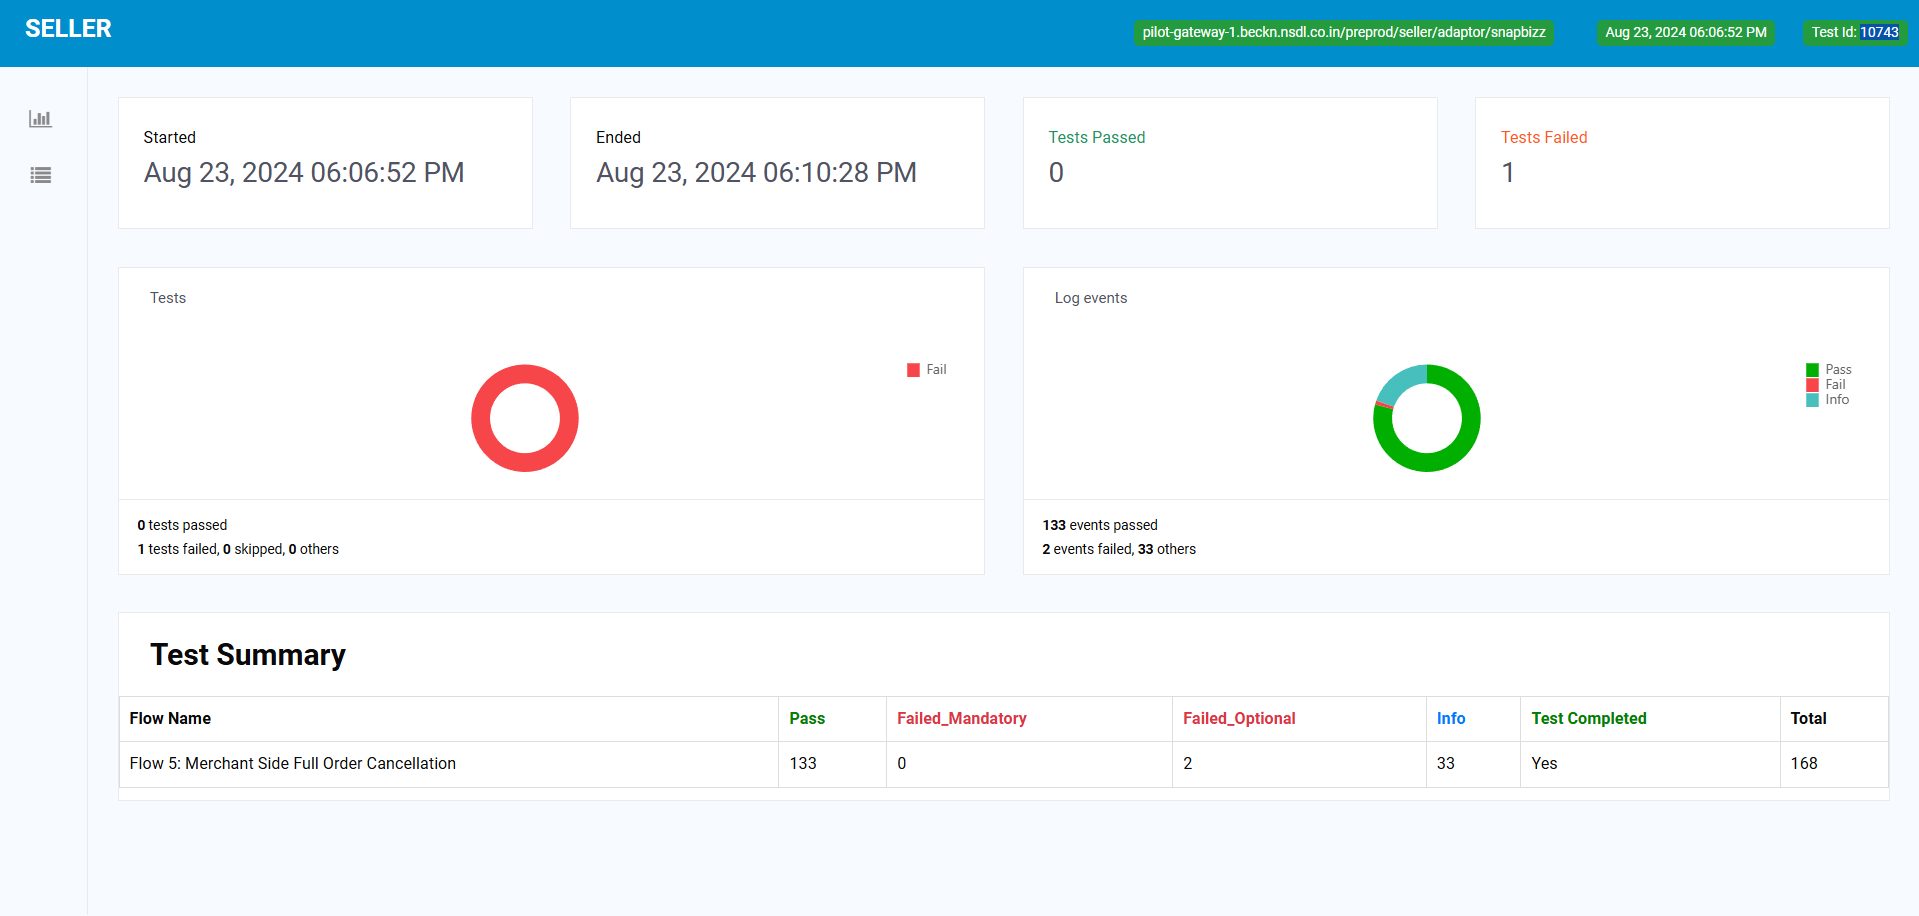 SELLER
pilot-gateway-1.beckn.nsdl.co.in/preprod/seller/adaptor/snapbizz
Aug 23, 2024 06:06:52 PM
Test Id: 10743
Started
Aug 23, 2024 06:06:52 PM
Ended
Aug 23, 2024 06:10:28 PM
Tests Passed
0
Tests Failed
1
Tests
Fail
0 tests passed
1 tests failed, 0 skipped, 0 others
Log events
Pass
Fail
Info
133 events passed
2 events failed, 33 others
Test Summary
Flow Name Pass Failed_Mandatory Failed_Optional Info Test Completed Total
Flow 5: Merchant Side Full Order Cancellation 133 0 2 33 Yes 168